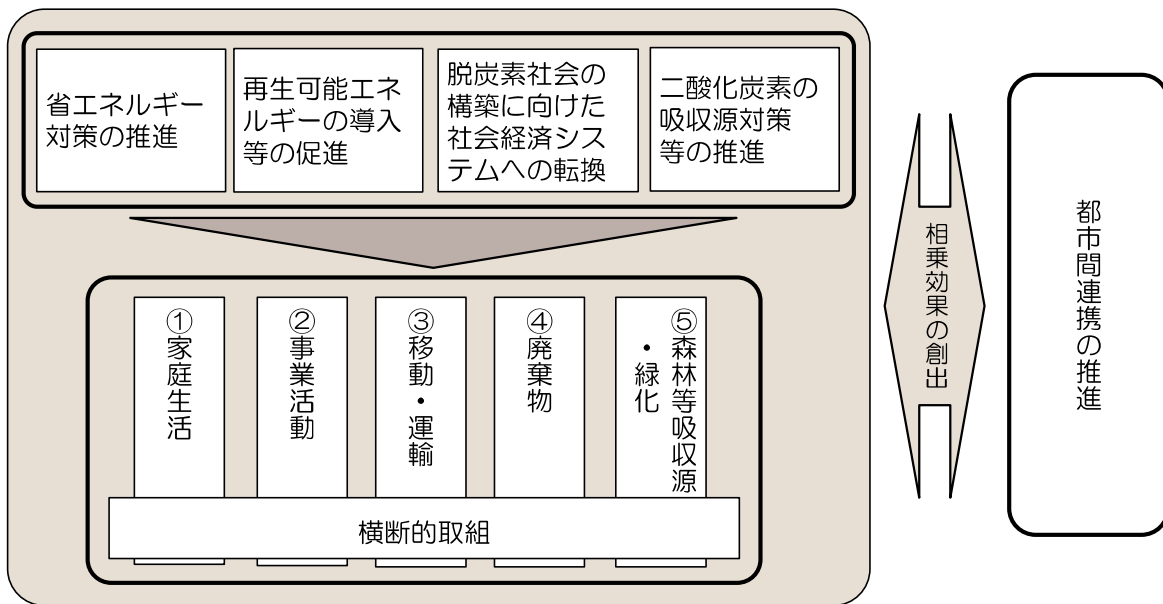 省エネルギー
対策の推進
再生可能エネ
ルギーの導入
等の促進
脱炭素社会の
構築に向けた
社会経済シス
テムへの転換
二酸化炭素の
吸収源対策
等の推進
①家庭生活
②事業活動
③移動・運輸
④廃棄物
⑤森林等吸収源
・緑化
横断的取組
相乗効果の創出
都市間連携の推進